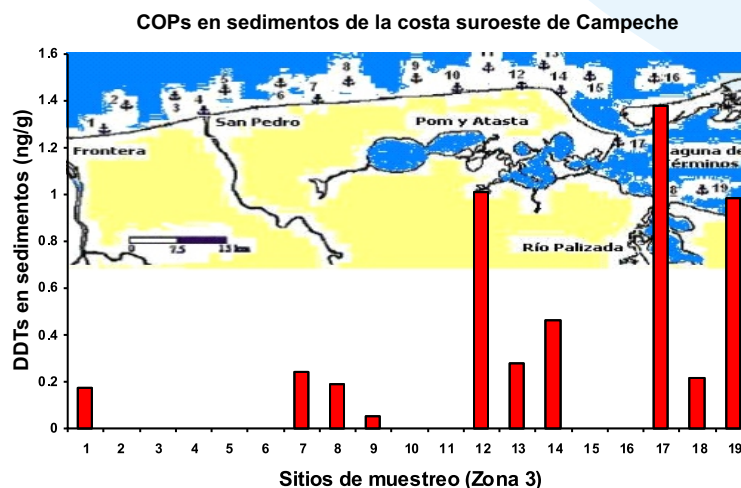 COPs en sedimentos de la costa suroeste de Campeche
DDTs en sedimentos (ng/g)
1.6
1.4
1.2
1
0.8
0.6
0.4
0.2
0
1
2
3
4
5
6
7
8
9
10
11
12
13
14
15
16
17
19
Frontera
San Pedro
Pom y Atasta
Laguna de
Términos
Río Palizada
0
7.5
15 km
1 2 3 4 5 6 7 8 9 10 11 12 13 14 15 16 17 18 19
Sitios de muestreo (Zona 3)